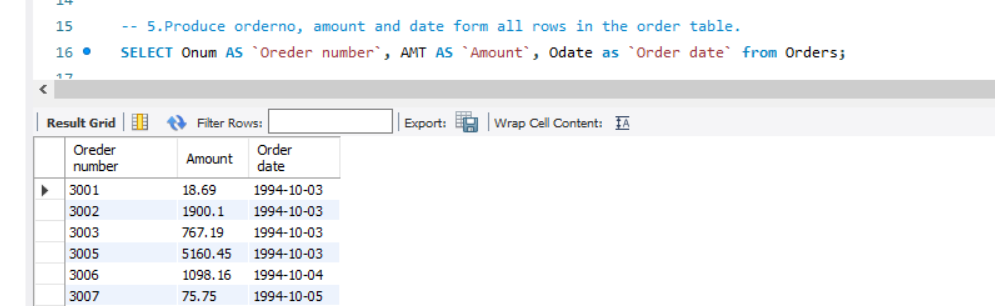 14
15 -- 5.Produce orderno, amount and date form all rows in the order table.
16 SELECT Onum AS `Oreder number`, AMT AS `Amount`, Odate as `Order date` from Orders;
17
Result Grid Filter Rows: Export: Wrap Cell Content: IA
Oreder number Amount Order date
3001 18.69 1994-10-03
3002 1900.1 1994-10-03
3003 767.19 1994-10-03
3005 5160.45 1994-10-03
3006 1098.16 1994-10-04
3007 75.75 1994-10-05